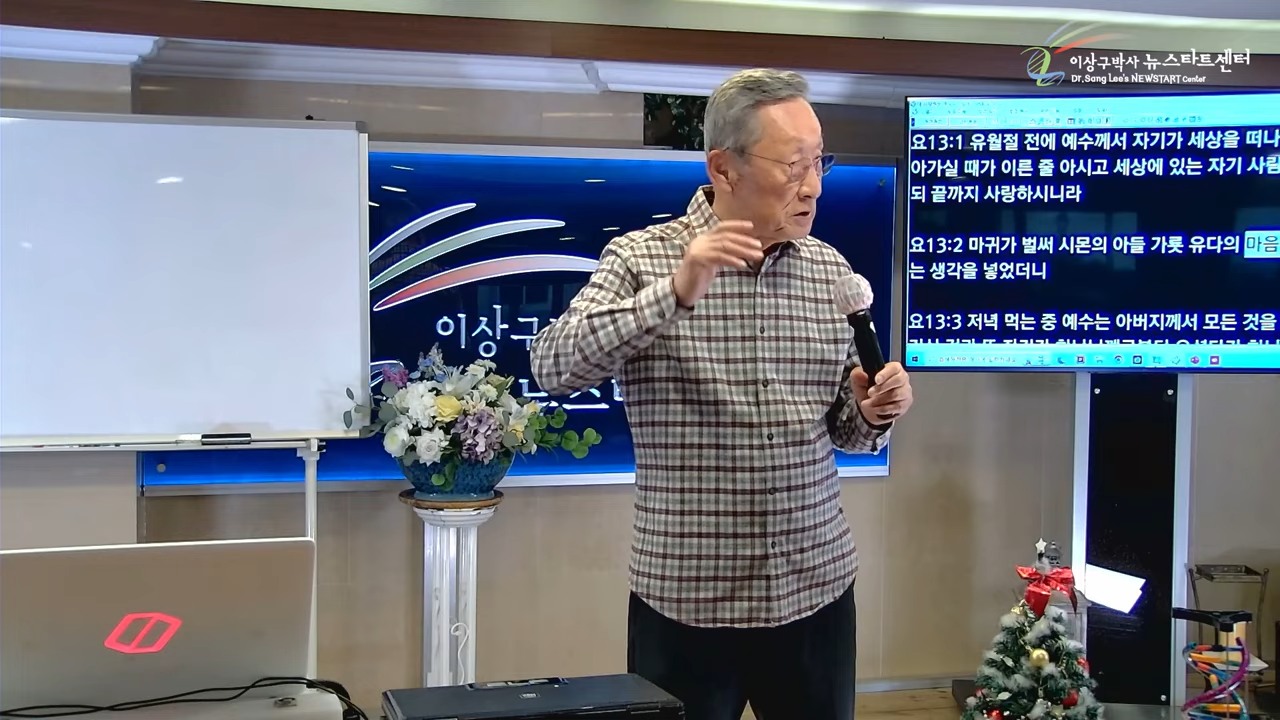 이상구박사 뉴스타트센터
Dr. Sang Lee's NEWSTART Center
요13:1 유월절 전에 예수께서 자기가 세상을 떠나
아가실 때가 이른 줄 아시고 세상에 있는 자기 사람
되 끝까지 사랑하시니라
요13:2 마귀가 벌써 시몬의 아들 가룟 유다의 마음
는 생각을 넣었더니
요13:3 저녁 먹는 중 예수는 아버지께서 모든 것을
이상구